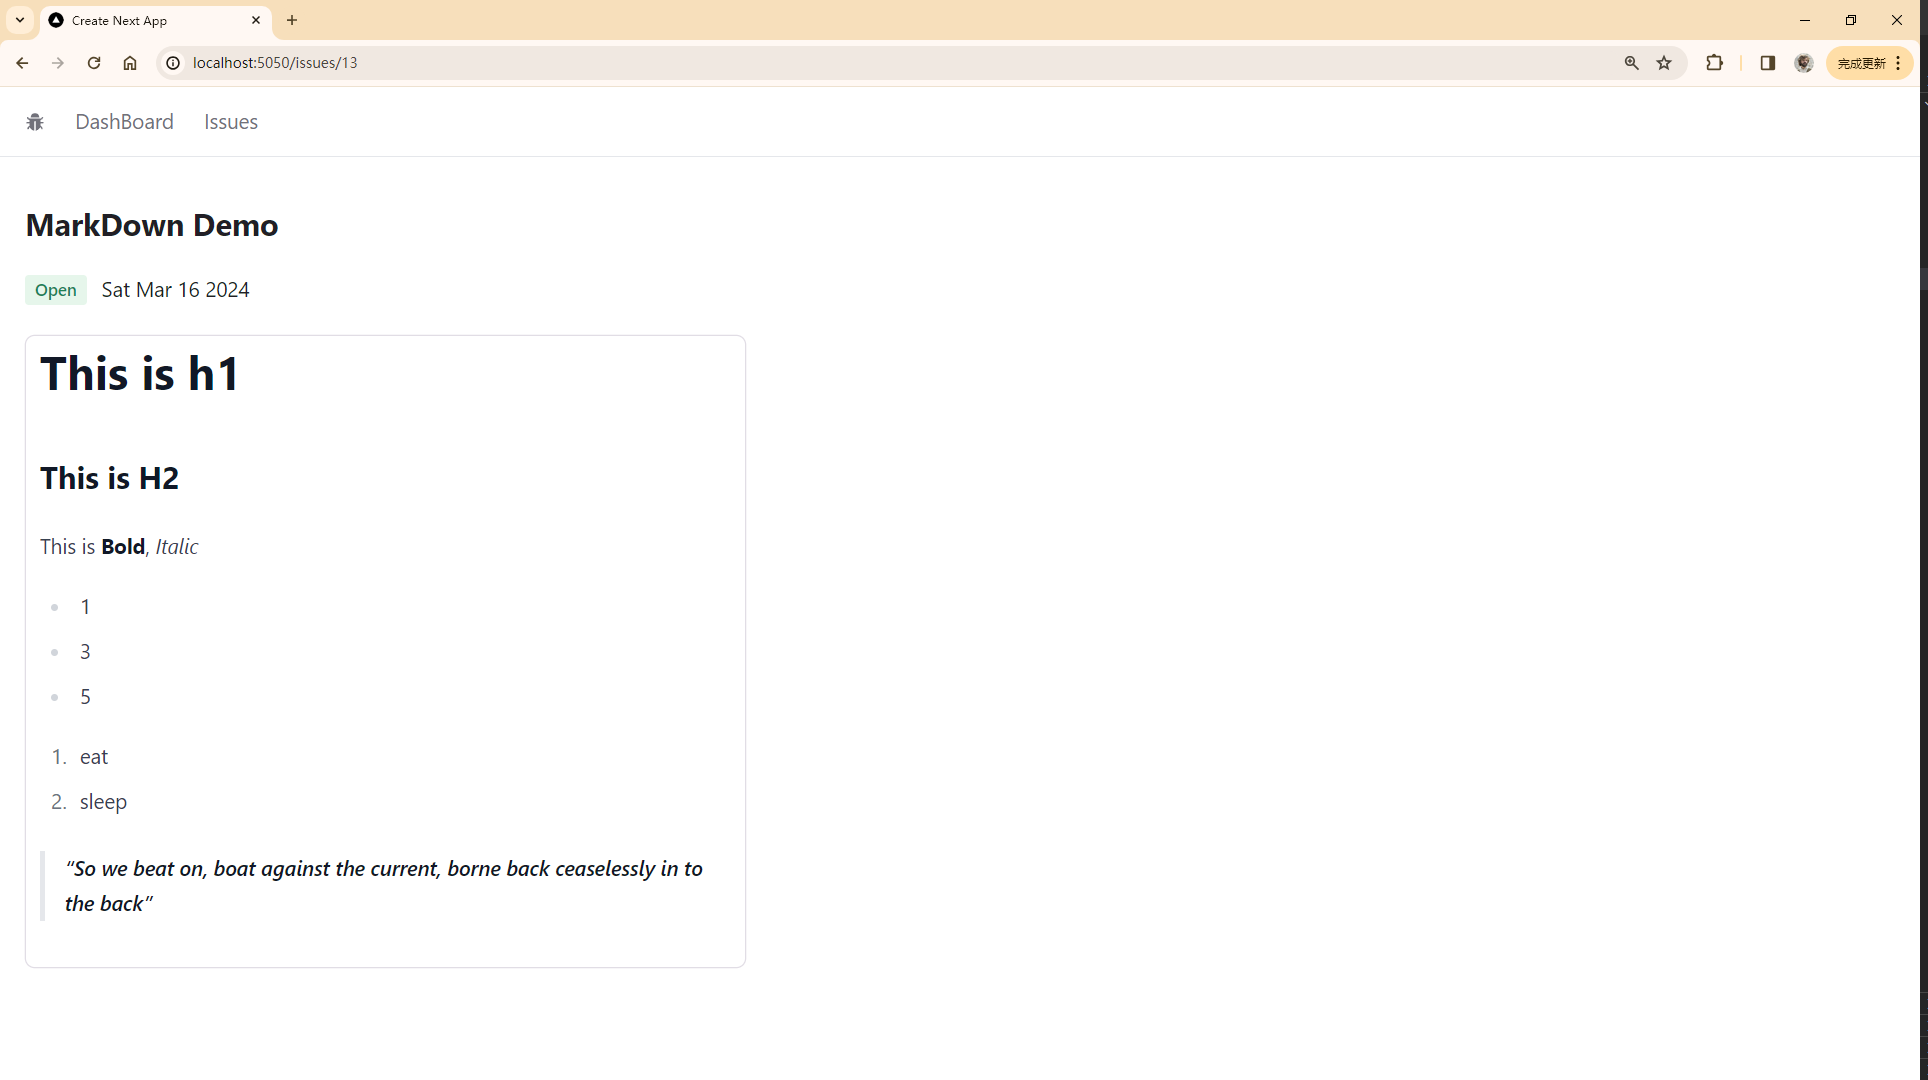 Create Next App
localhost:5050/issues/13
完成更新
DashBoard Issues
MarkDown Demo
Open Sat Mar 16 2024
This is h1
This is H2
This is Bold, Italic
1
3
5
1. eat
2. sleep
“So we beat on, boat against the current, borne back ceaselessly in to
the back”